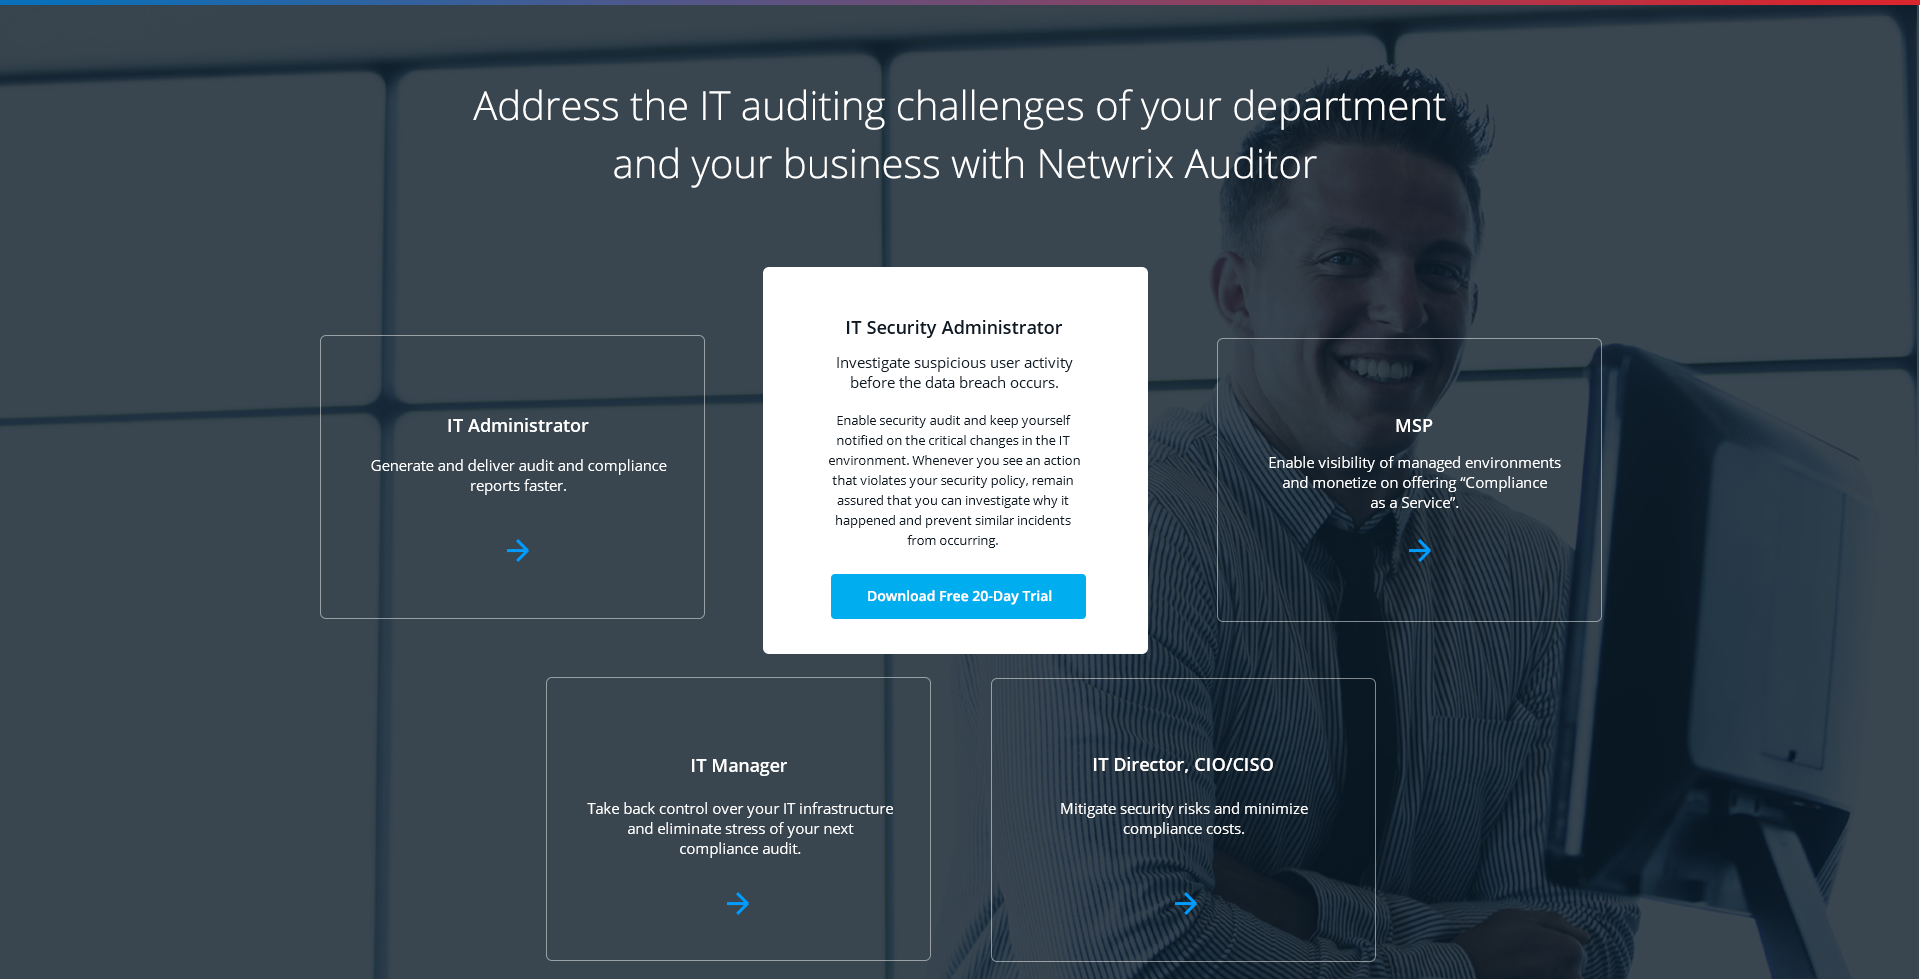 Address the IT auditing challenges of your department
and your business with Netwrix Auditor
IT Administrator
Generate and deliver audit and compliance
reports faster.
IT Security Administrator
Investigate suspicious user activity
before the data breach occurs.
Enable security audit and keep yourself
notified on the critical changes in the IT
environment. Whenever you see an action
that violates your security policy, remain
assured that you can investigate why it
happened and prevent similar incidents
from occurring.
Download Free 20-Day Trial
MSP
Enable visibility of managed environments
and monetize on offering “Compliance
as a Service”.
IT Manager
Take back control over your IT infrastructure
and eliminate stress of your next
compliance audit.
IT Director, CIO/CISO
Mitigate security risks and minimize
compliance costs.